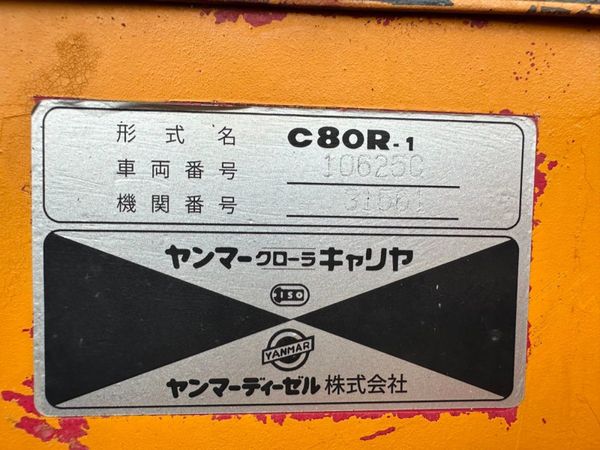 形式名 C80R-1
車両番号 10625C
機関番号
ヤンマークローラキャリヤ
ISO
YANMAR
ヤンマーディーゼル株式会社